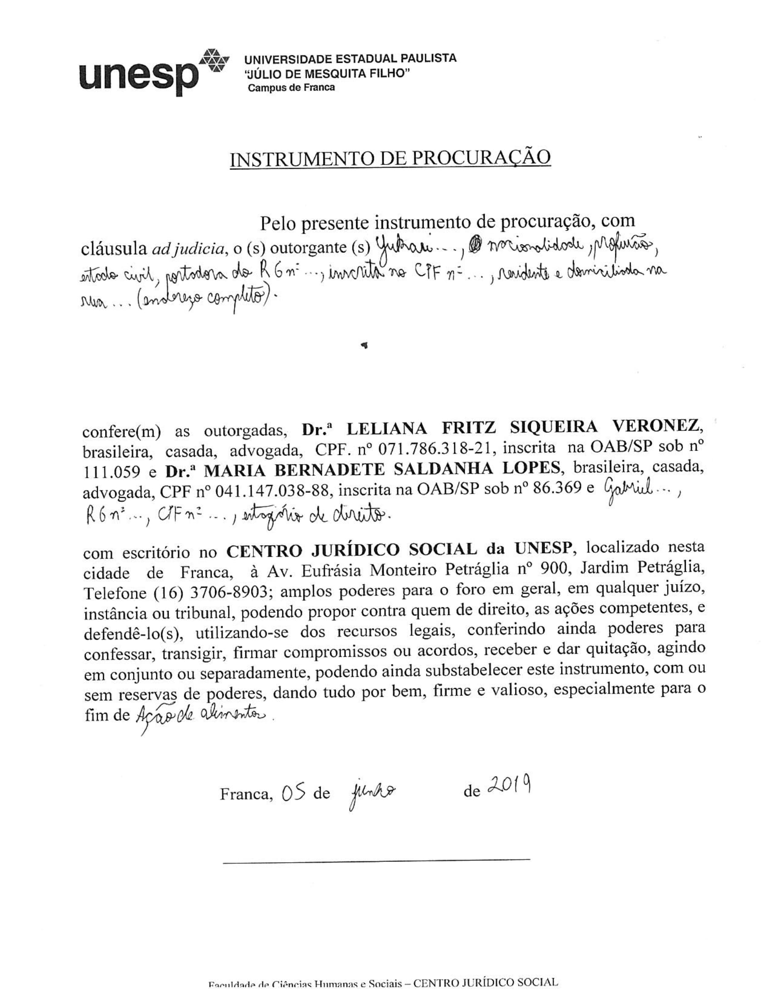 unesp
UNIVERSIDADE ESTADUAL PAULISTA
"JÚLIO DE MESQUITA FILHO"
Campus de Franca
INSTRUMENTO DE PROCURAÇÃO
Pelo presente instrumento de procuração, com
cláusula ad judicia, o (s) outorgante (s) Yukari..., nacionalidade, profissão,
estado civil, portadora do RG nº ..., inscrita no CPF nº ..., residente e domiciliada na
rua ... (endereço completo).
confere(m) as outorgadas, Dr.ª LELIANA FRITZ SIQUEIRA VERONEZ,
brasileira, casada, advogada, CPF. nº 071.786.318-21, inscrita na OAB/SP sob nº
111.059 e Dr.ª MARIA BERNADETE SALDANHA LOPES, brasileira, casada,
advogada, CPF nº 041.147.038-88, inscrita na OAB/SP sob nº 86.369 e Gabriel...,
RG nº..., CPF nº ..., estagiário de direito.
com escritório no CENTRO JURÍDICO SOCIAL da UNESP, localizado nesta
cidade de Franca, à Av. Eufrásia Monteiro Petráglia nº 900, Jardim Petráglia,
Telefone (16) 3706-8903; amplos poderes para o foro em geral, em qualquer juízo,
instância ou tribunal, podendo propor contra quem de direito, as ações competentes, e
defendê-lo(s), utilizando-se dos recursos legais, conferindo ainda poderes para
confessar, transigir, firmar compromissos ou acordos, receber e dar quitação, agindo
em conjunto ou separadamente, podendo ainda substabelecer este instrumento, com ou
sem reservas de poderes, dando tudo por bem, firme e valioso, especialmente para o
fim de Ação de alimentos.
Franca, 05 de junho de 2019
Faculdade de Ciências Humanas e Sociais – CENTRO JURÍDICO SOCIAL